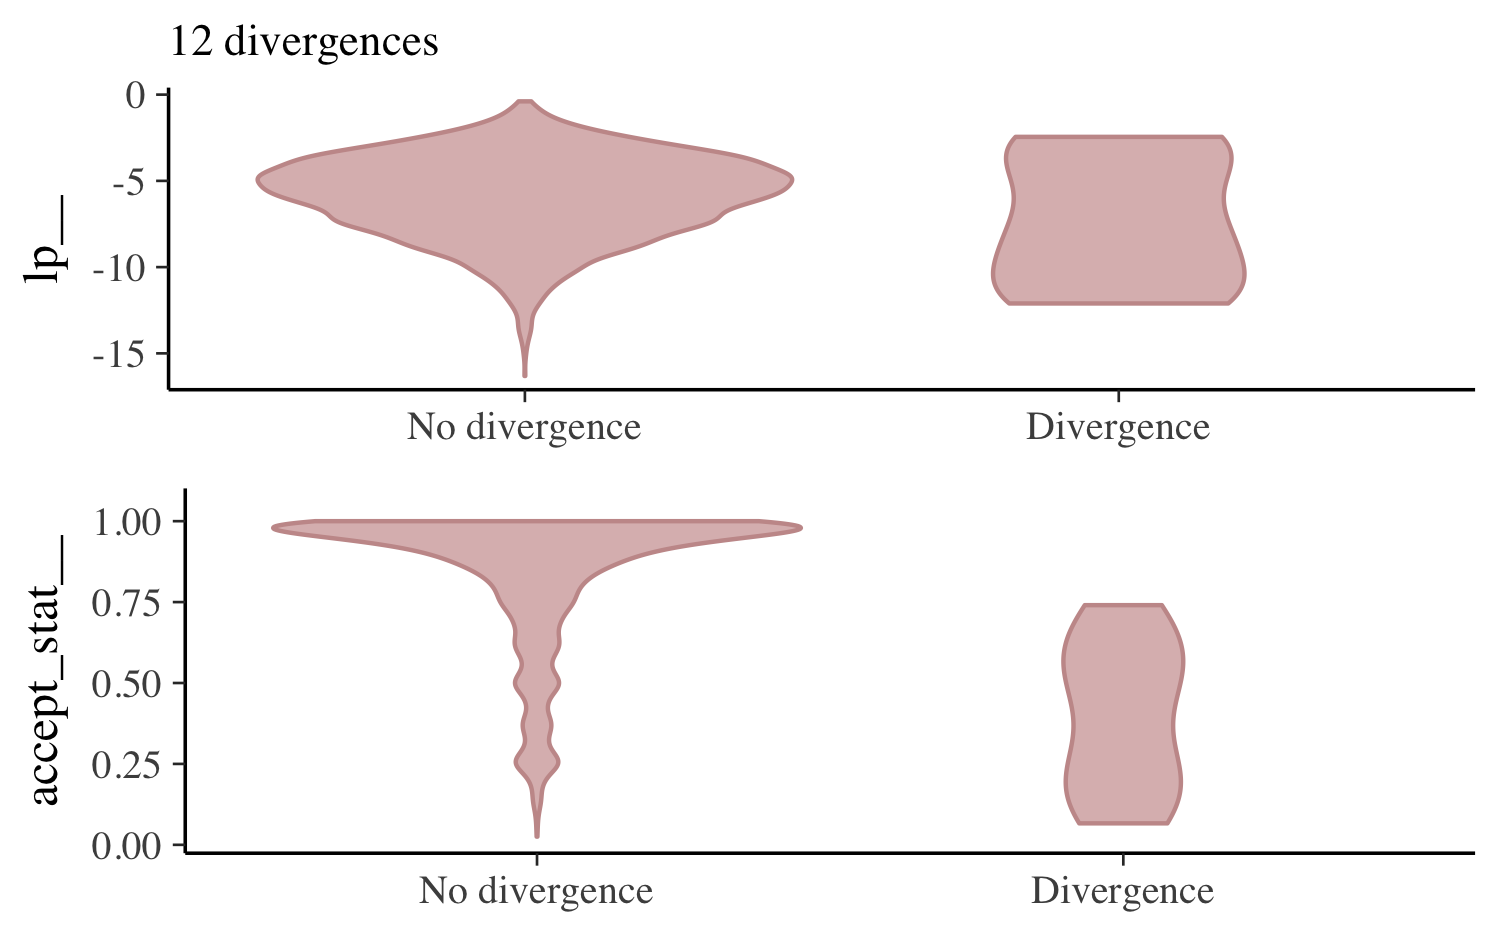 12 divergences
lp__
0
-5
-10
-15
No divergence
Divergence
accept_stat__
1.00
0.75
0.50
0.25
0.00
No divergence
Divergence